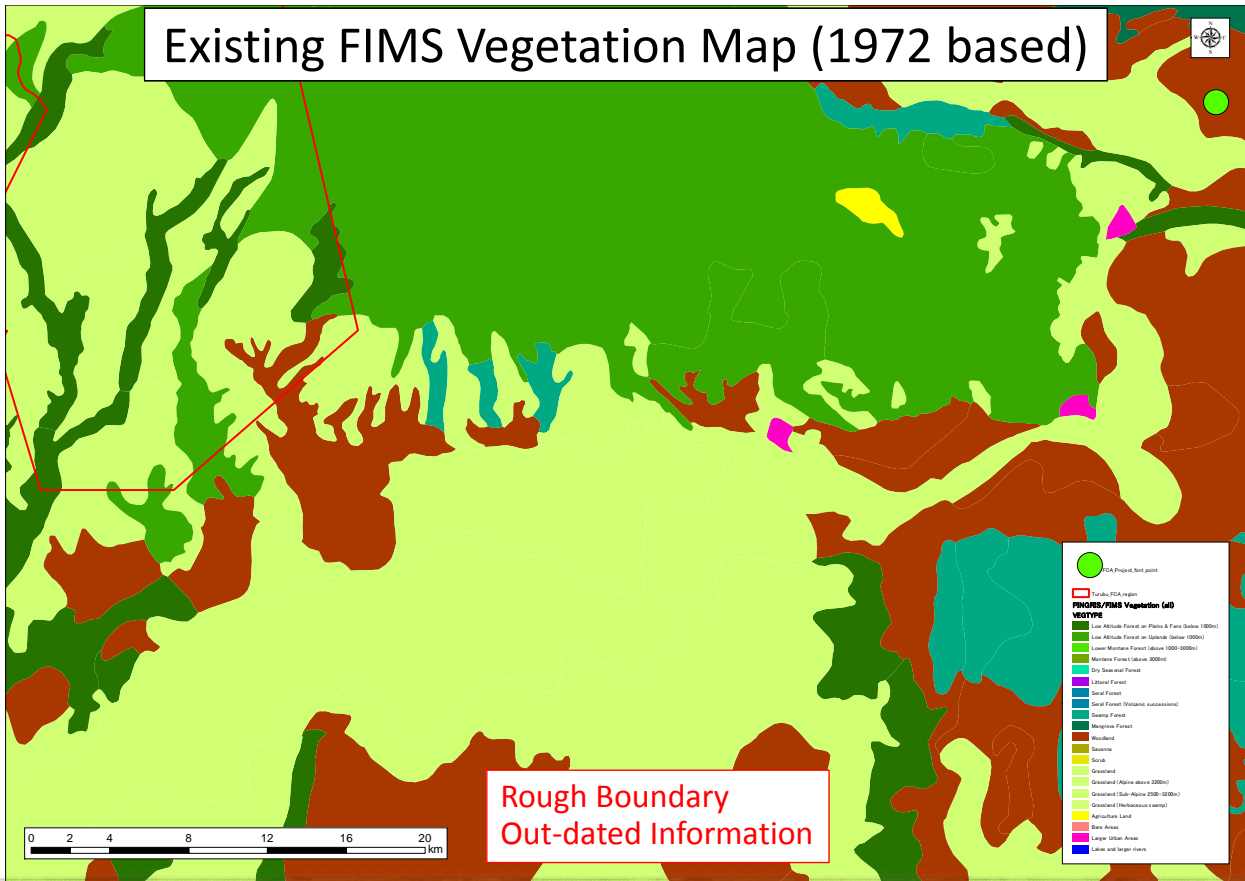 Existing FIMS Vegetation Map (1972 based)
N
W
S
FCA_Project_font_point
Turubu_FCA_region
PINGRIS/FIMS Vegetation (all)
VEGTYPE
Low Altitude Forest on Plains & Fans (below 1000m)
Low Altitude Forest on Uplands (below 1000m)
Lower Montane Forest (above 1000-3000m)
Montane Forest (above 3000m)
Dry Seasonal Forest
Littoral Forest
Seral Forest
Seral Forest (Volcanic successions)
Swamp Forest
Mangrove Forest
Woodland
Savanna
Scrub
Grassland
Grassland (Alpine above 3200m)
Grassland (Sub-Alpine 2500-3200m)
Grassland (Herbaceous swamp)
Agriculture Land
Bare Areas
Larger Urban Areas
Lakes and larger rivers
Rough Boundary
Out-dated Information
0 2 4 8 12 16 20
km